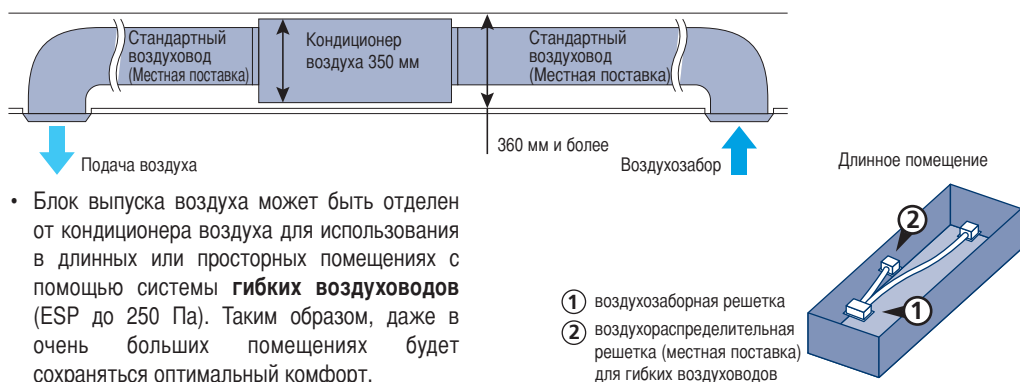 Стандартный
воздуховод
(Местная поставка)
Кондиционер
воздуха 350 мм
Стандартный
воздуховод
(Местная поставка)
360 мм и более
Подача воздуха
Воздухозабор
Длинное помещение
• Блок выпуска воздуха может быть отделен
от кондиционера воздуха для использования
в длинных или просторных помещениях с
помощью системы гибких воздуховодов
(ESP до 250 Па). Таким образом, даже в
очень больших помещениях будет
сохраняться оптимальный комфорт.
2
1
1 воздухозаборная решетка
2 воздухораспределительная
решетка (местная поставка)
для гибких воздуховодов